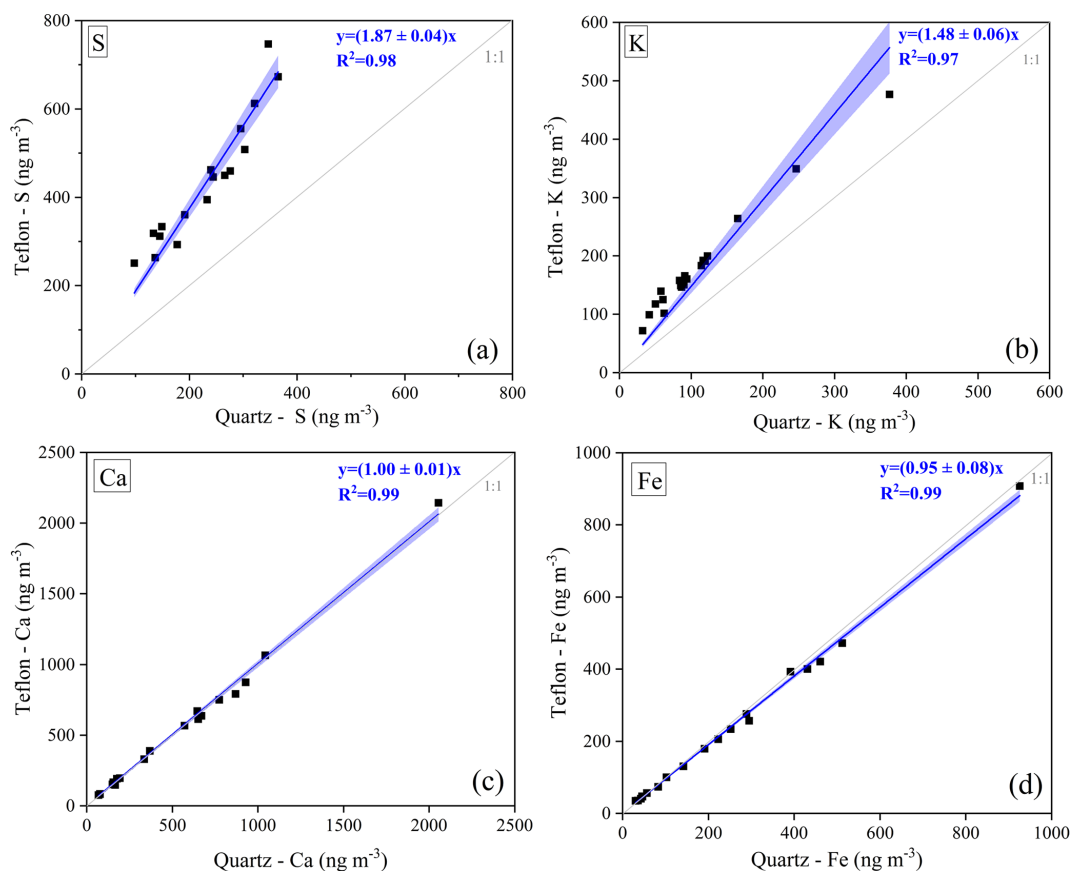 S
y=(1.87 ± 0.04)x
R²=0.98
1:1
800
600
400
200
0
0 200 400 600 800
Teflon - S (ng m⁻³)
Quartz - S (ng m⁻³)
(a)
K
y=(1.48 ± 0.06)x
R²=0.97
1:1
600
500
400
300
200
100
0
0 100 200 300 400 500 600
Teflon - K (ng m⁻³)
Quartz - K (ng m⁻³)
(b)
Ca
y=(1.00 ± 0.01)x
R²=0.99
1:1
2500
2000
1500
1000
500
0
0 500 1000 1500 2000 2500
Teflon - Ca (ng m⁻³)
Quartz - Ca (ng m⁻³)
(c)
Fe
y=(0.95 ± 0.08)x
R²=0.99
1:1
1000
800
600
400
200
0
0 200 400 600 800 1000
Teflon - Fe (ng m⁻³)
Quartz - Fe (ng m⁻³)
(d)